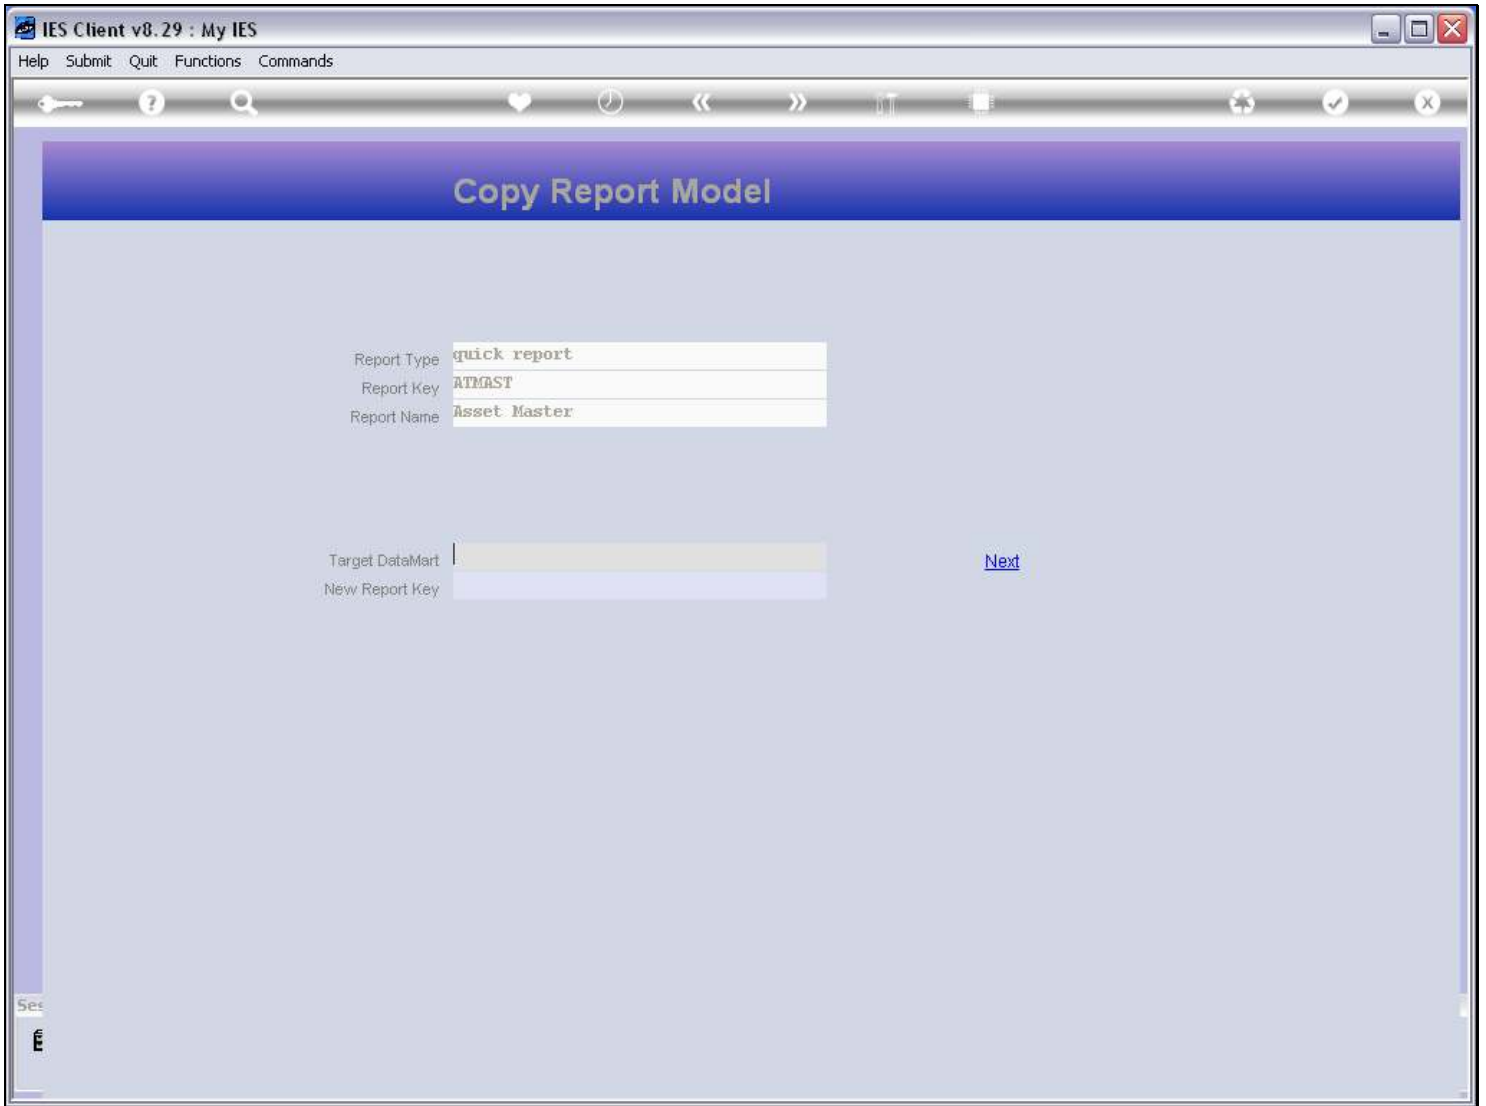 IES Client v8.29 : My IES
Help Submit Quit Functions Commands
Copy Report Model
Report Type quick report
Report Key ATMAST
Report Name Asset Master
Target DataMart Next
New Report Key
Ses